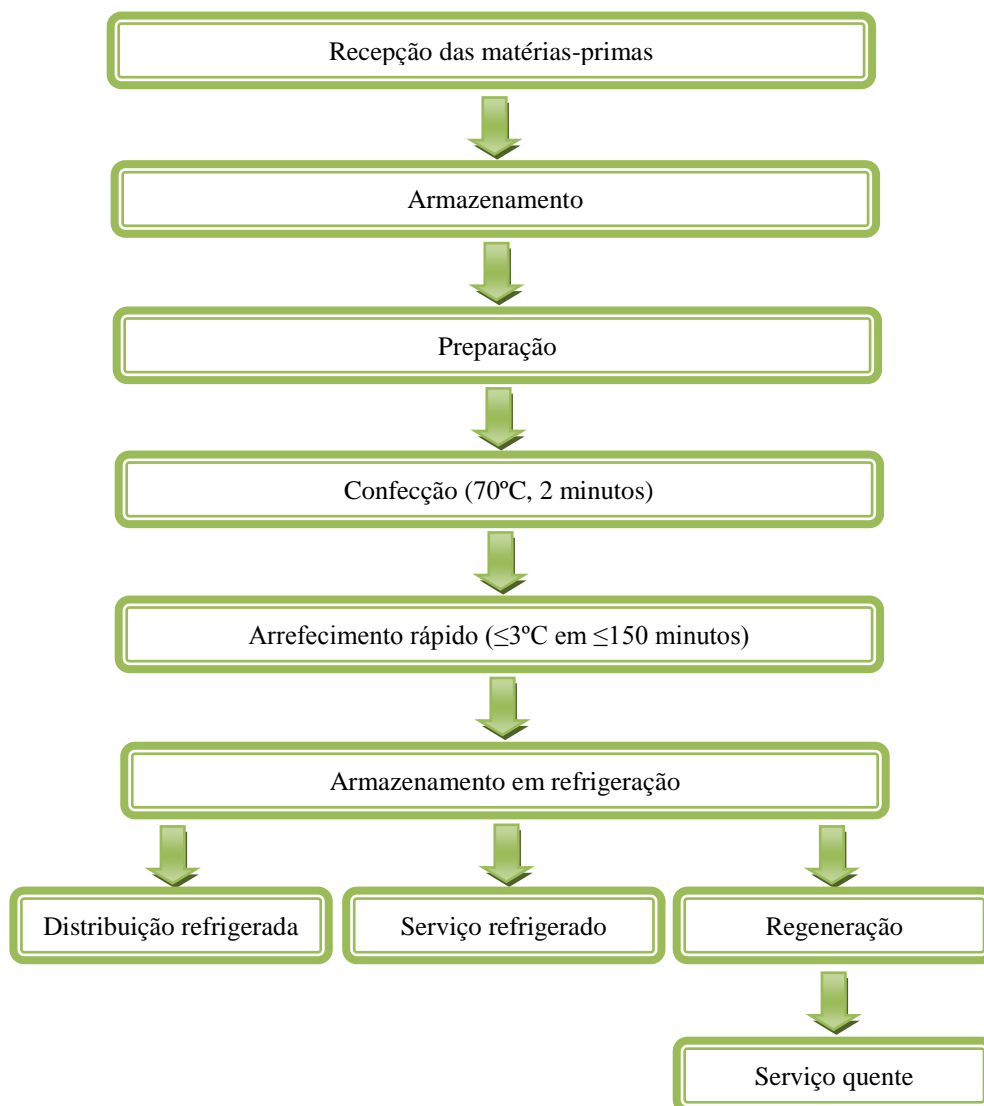 Recepção das matérias-primas
Armazenamento
Preparação
Confecção (70ºC, 2 minutos)
Arrefecimento rápido (≤3ºC em ≤150 minutos)
Armazenamento em refrigeração
Distribuição refrigerada
Serviço refrigerado
Regeneração
Serviço quente